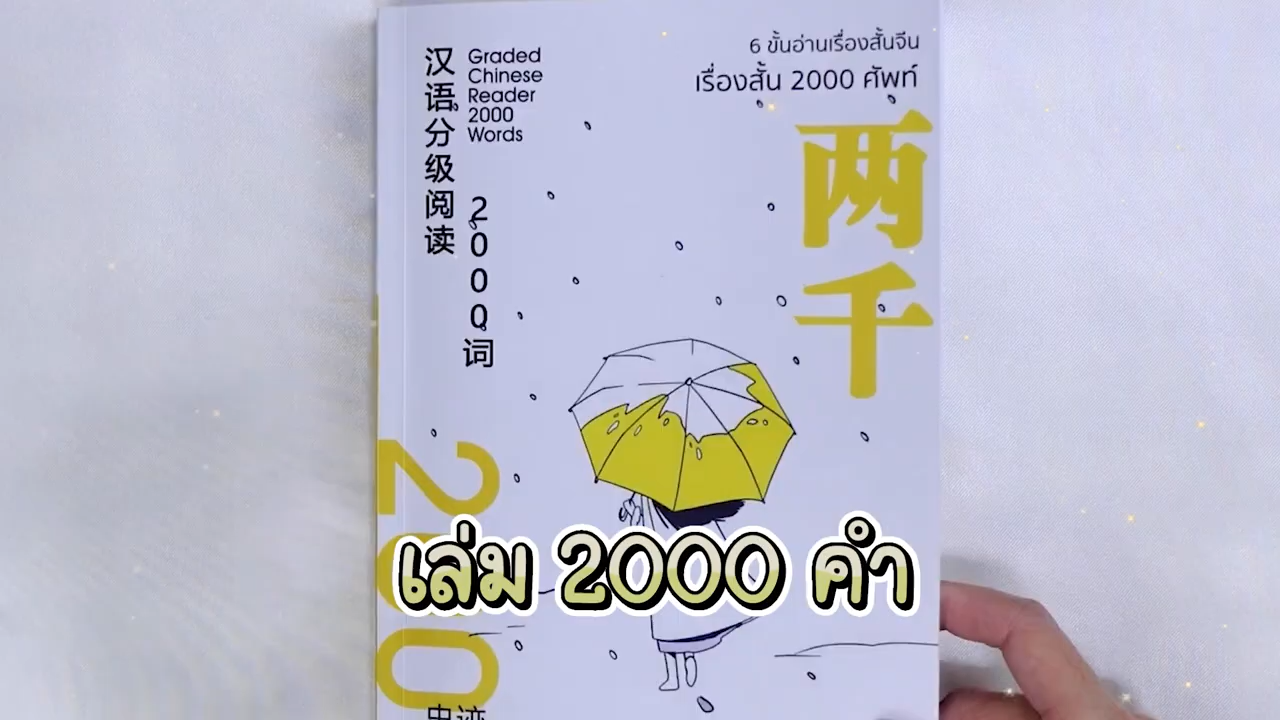 汉语分级阅读
Graded
Chinese
Reader
2000
Words
2000词
6 ขั้นอ่านเรื่องสั้นจีน
เรื่องสั้น 2000 ศัพท์
两千
เล่ม 2000 คำ